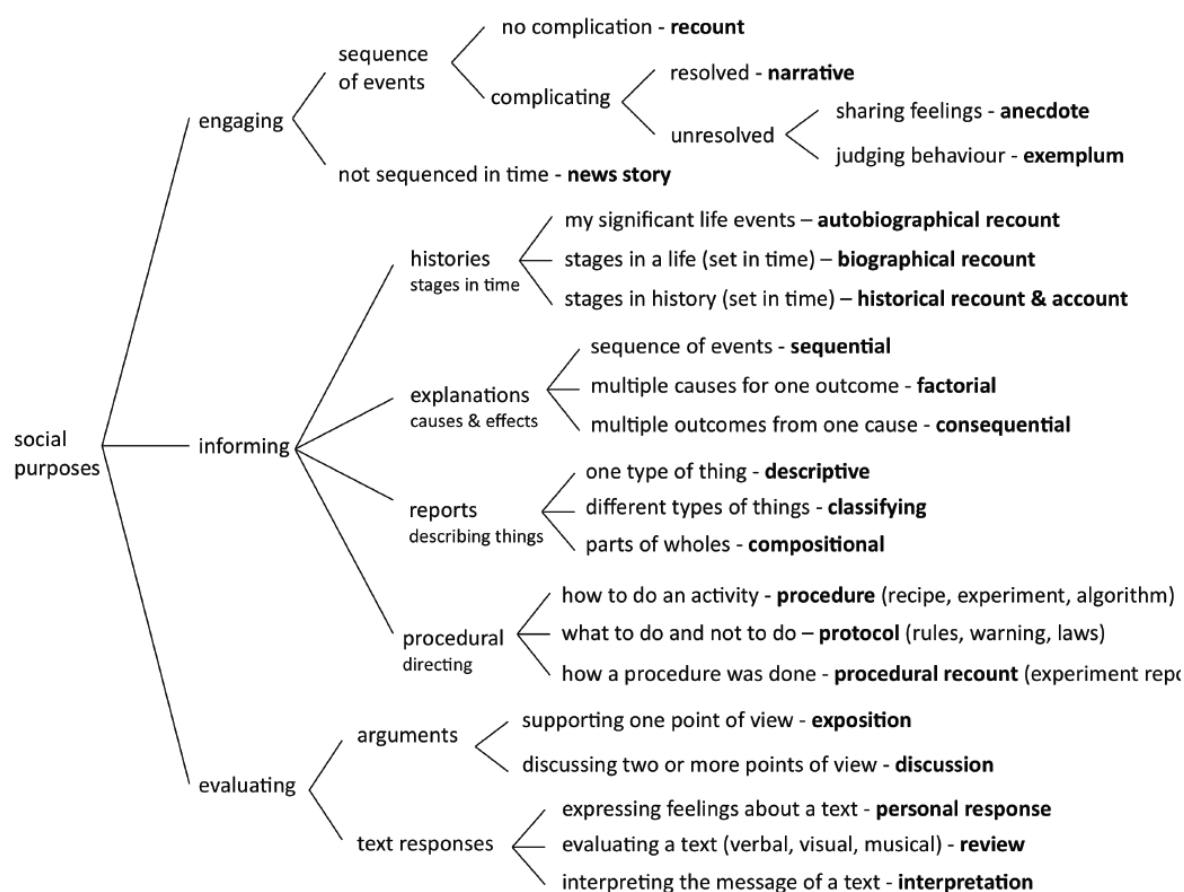 no complication - recount
sequence
of events
resolved - narrative
complicating
sharing feelings - anecdote
engaging
unresolved
judging behaviour - exemplum
not sequenced in time - news story
my significant life events – autobiographical recount
histories
stages in time
stages in a life (set in time) – biographical recount
stages in history (set in time) – historical recount & account
sequence of events - sequential
explanations
causes & effects
multiple causes for one outcome - factorial
multiple outcomes from one cause - consequential
social
purposes
informing
one type of thing - descriptive
reports
describing things
different types of things - classifying
parts of wholes - compositional
how to do an activity - procedure (recipe, experiment, algorithm)
procedural
directing
what to do and not to do – protocol (rules, warning, laws)
how a procedure was done - procedural recount (experiment repo
supporting one point of view - exposition
arguments
discussing two or more points of view - discussion
evaluating
expressing feelings about a text - personal response
text responses
evaluating a text (verbal, visual, musical) - review
interpreting the message of a text - interpretation